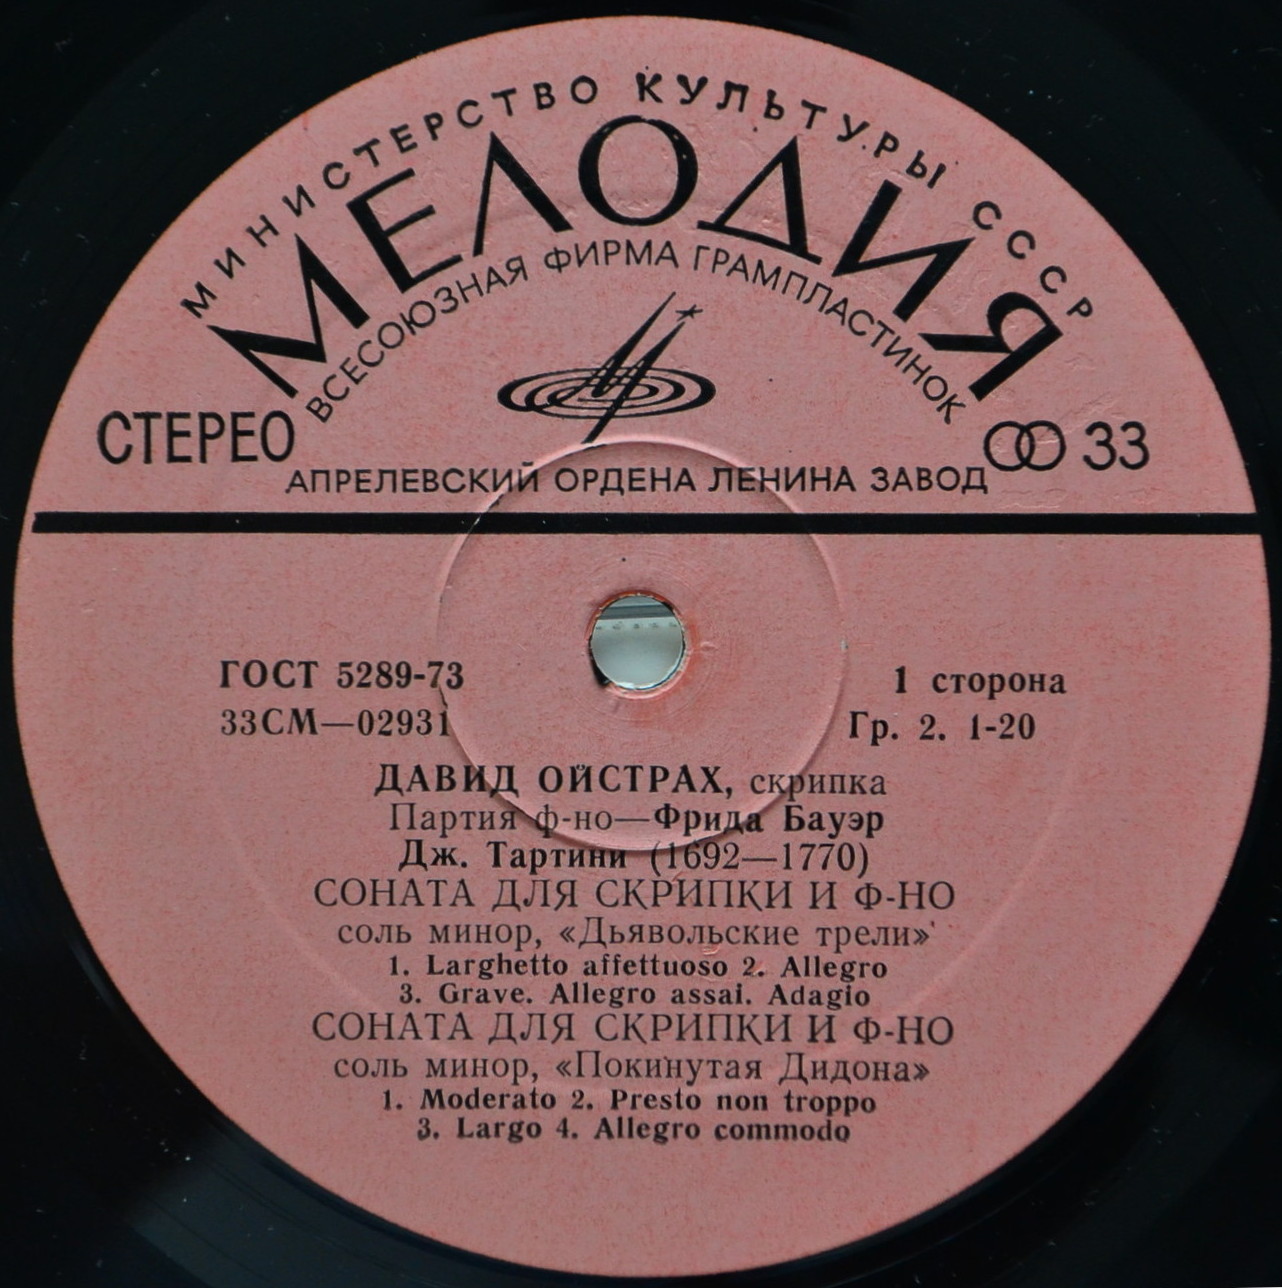 МИНИСТЕРСТВО КУЛЬТУРЫ СССР
МЕЛОДИЯ
ВСЕСОЮЗНАЯ ФИРМА ГРАМПЛАСТИНОК
СТЕРЕО
33
АПРЕЛЕВСКИЙ ОРДЕНА ЛЕНИНА ЗАВОД
ГОСТ 5289-73
1 сторона
33СМ—02931
Гр. 2. 1-20
ДАВИД ОЙСТРАХ, скрипка
Партия ф-но—Фрида Бауэр
Дж. Тартини (1692—1770)
СОНАТА ДЛЯ СКРИПКИ И Ф-НО
соль минор, «Дьявольские трели»
1. Larghetto affettuoso 2. Allegro
3. Grave. Allegro assai. Adagio
СОНАТА ДЛЯ СКРИПКИ И Ф-НО
соль минор, «Покинутая Дидона»
1. Moderato 2. Presto non troppo
3. Largo 4. Allegro commodo